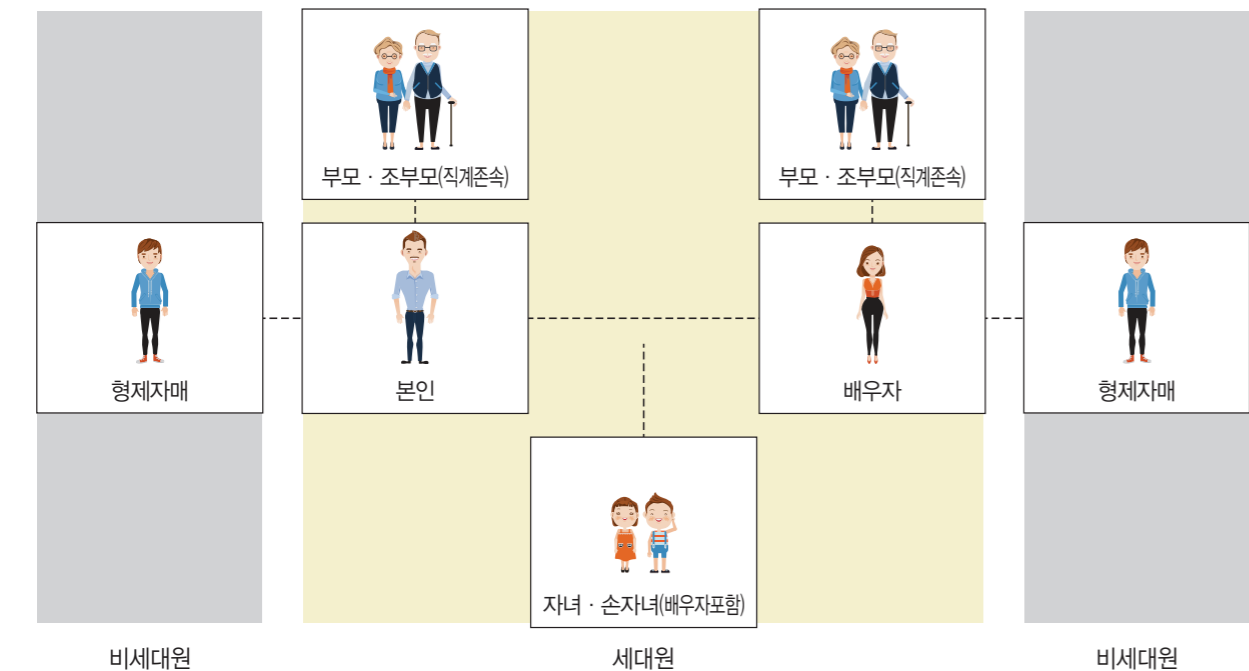 부모 · 조부모(직계존속)
부모 · 조부모(직계존속)
형제자매
본인
배우자
형제자매
자녀 · 손자녀(배우자포함)
비세대원
세대원
비세대원